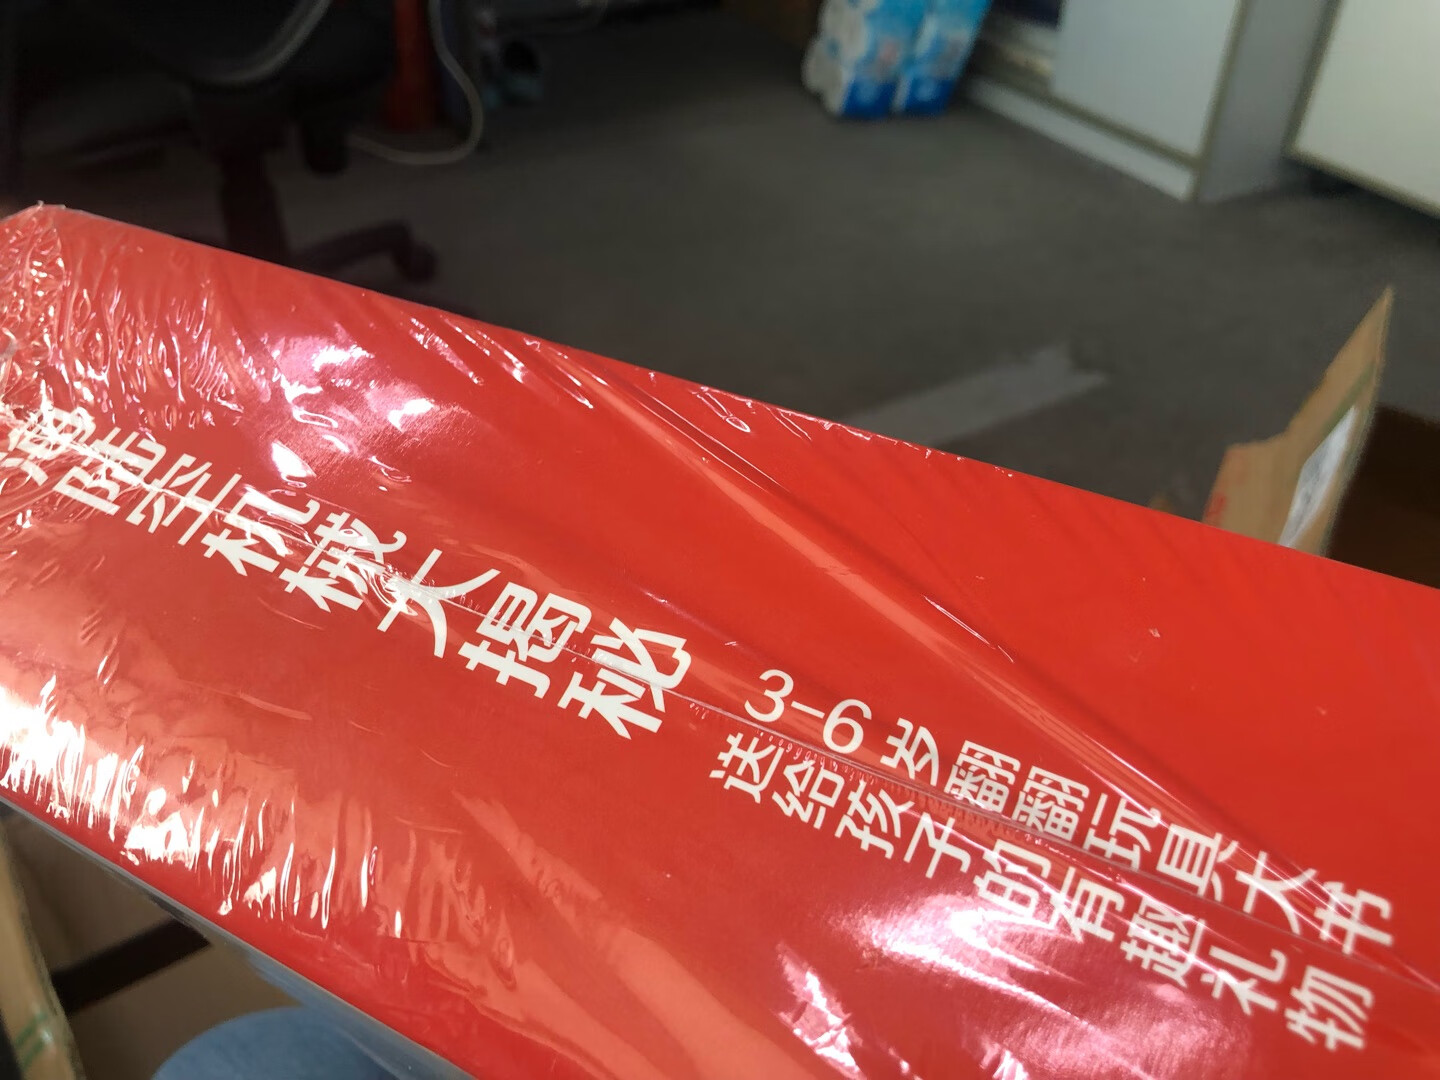 海陆空机械大揭秘
3-6岁翻翻玩具大书
送给孩子的有趣礼物